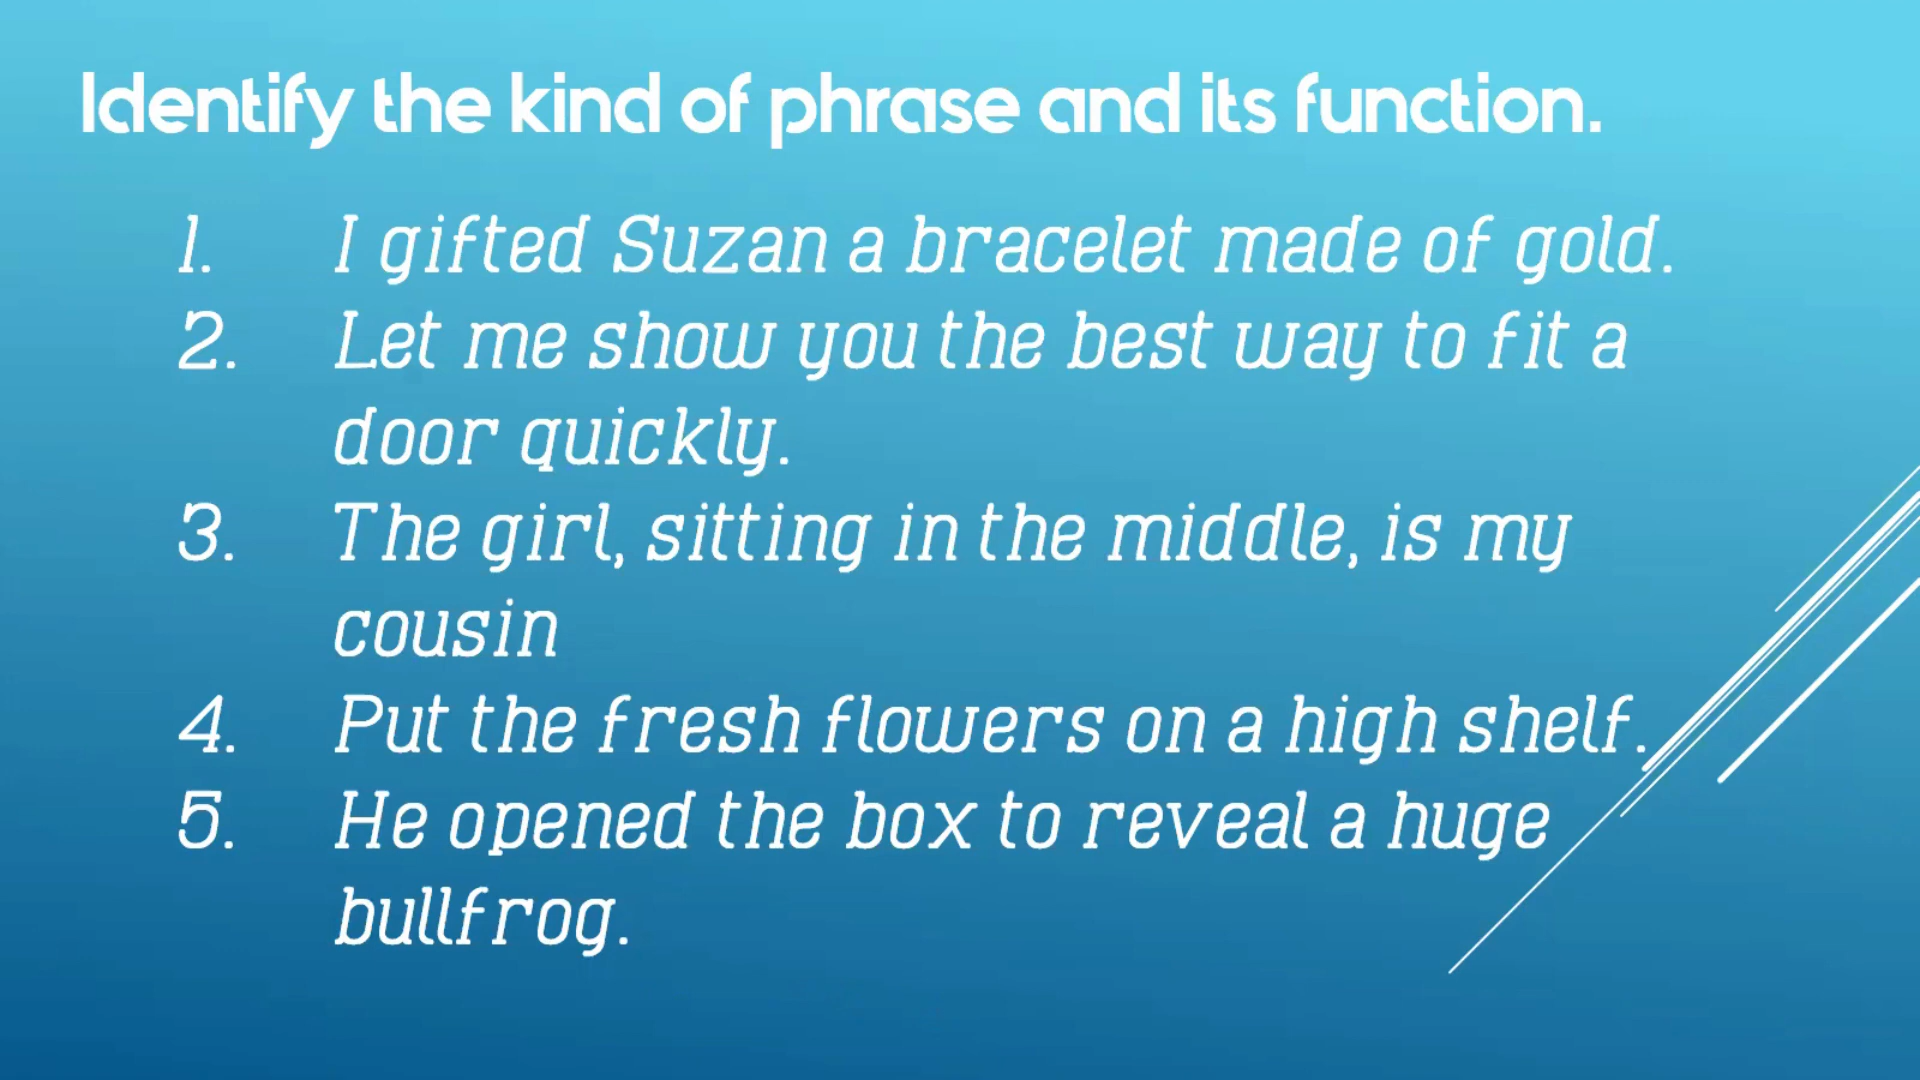 Identify the kind of phrase and its function.
1. I gifted Suzan a bracelet made of gold.
2. Let me show you the best way to fit a
door quickly.
3. The girl, sitting in the middle, is my
cousin
4. Put the fresh flowers on a high shelf.
5. He opened the box to reveal a huge
bullfrog.